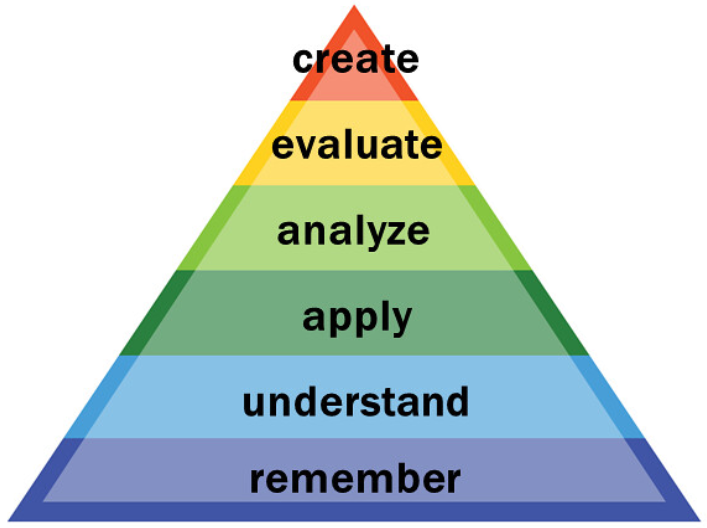 create
evaluate
analyze
apply
understand
remember